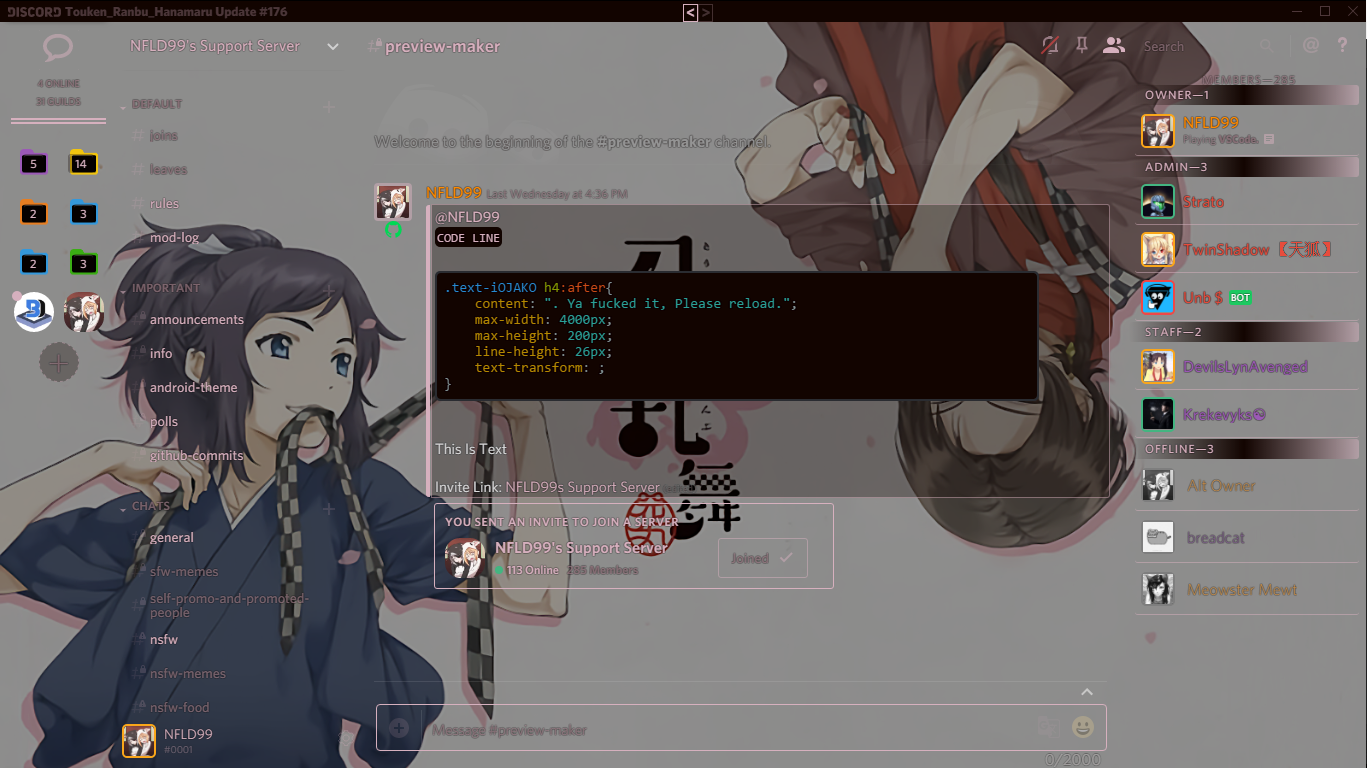 DISCORD Touken_Ranbu_Hanamaru Update #176
< >
NFLD99's Support Server
#preview-maker
Search
@ ?
4 ONLINE
31 GUILDS
5
14
2
3
2
3
DEFAULT
joins
leaves
rules
mod-log
IMPORTANT
announcements
info
android-theme
polls
github-commits
CHATS
general
sfw-memes
self-promo-and-promoted-
people
nsfw
nsfw-memes
nsfw-food
NFLD99
#0001
Welcome to the beginning of the #preview-maker channel.
NFLD99 Last Wednesday at 4:36 PM
@NFLD99
CODE LINE
.text-iOJAKO h4:after{
content: ". Ya fucked it, Please reload.";
max-width: 4000px;
max-height: 200px;
line-height: 26px;
text-transform: ;
}
This Is Text
Invite Link: NFLD99s Support Server
YOU SENT AN INVITE TO JOIN A SERVER
NFLD99's Support Server
113 Online 285 Members
Joined
Message #preview-maker
0/2000
MEMBERS—285
OWNER—1
NFLD99
Playing VBCode.
ADMIN—3
Strato
TwinShadow 【天狐】
Unb $ BOT
STAFF—2
DevilsLynAvenged
Krekevyks
OFFLINE—3
Alt Owner
breadcat
Meowster Mewt